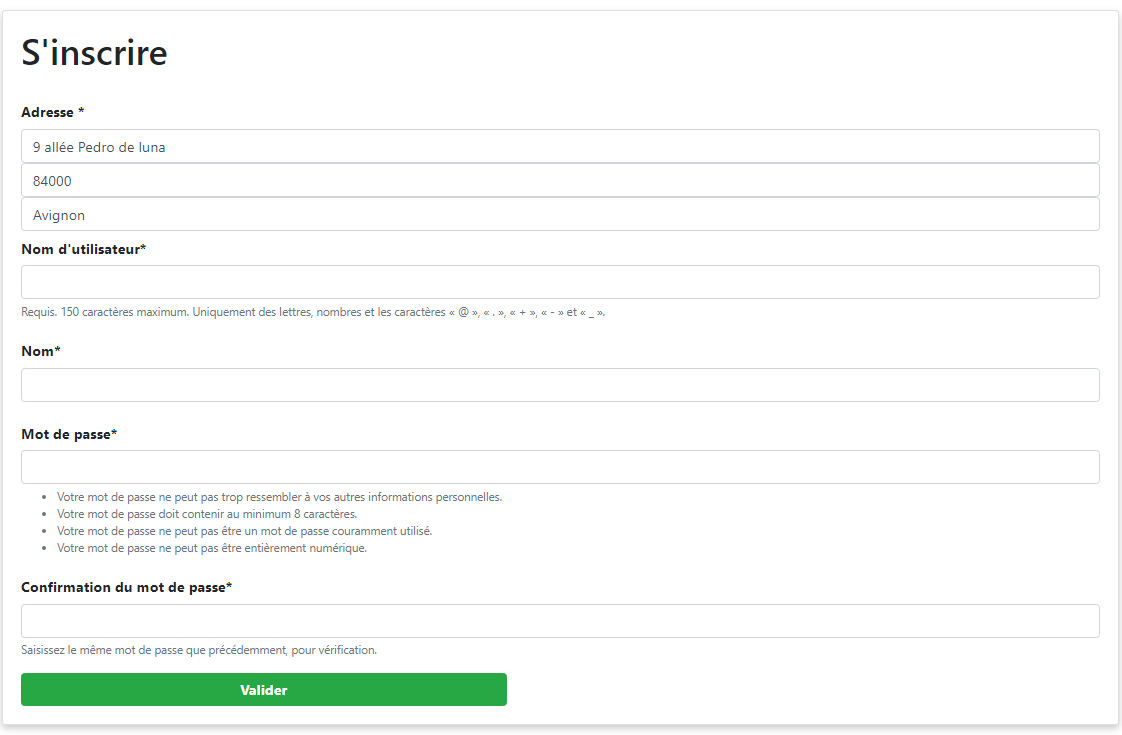 S'inscrire
Adresse *
9 allée Pedro de luna
84000
Avignon
Nom d'utilisateur*
Requis. 150 caractères maximum. Uniquement des lettres, nombres et les caractères « @ », « . », « + », « - » et « _ ».
Nom*
Mot de passe*
Votre mot de passe ne peut pas trop ressembler à vos autres informations personnelles.
Votre mot de passe doit contenir au minimum 8 caractères.
Votre mot de passe ne peut pas être un mot de passe couramment utilisé.
Votre mot de passe ne peut pas être entièrement numérique.
Confirmation du mot de passe*
Saisissez le même mot de passe que précédemment, pour vérification.
Valider